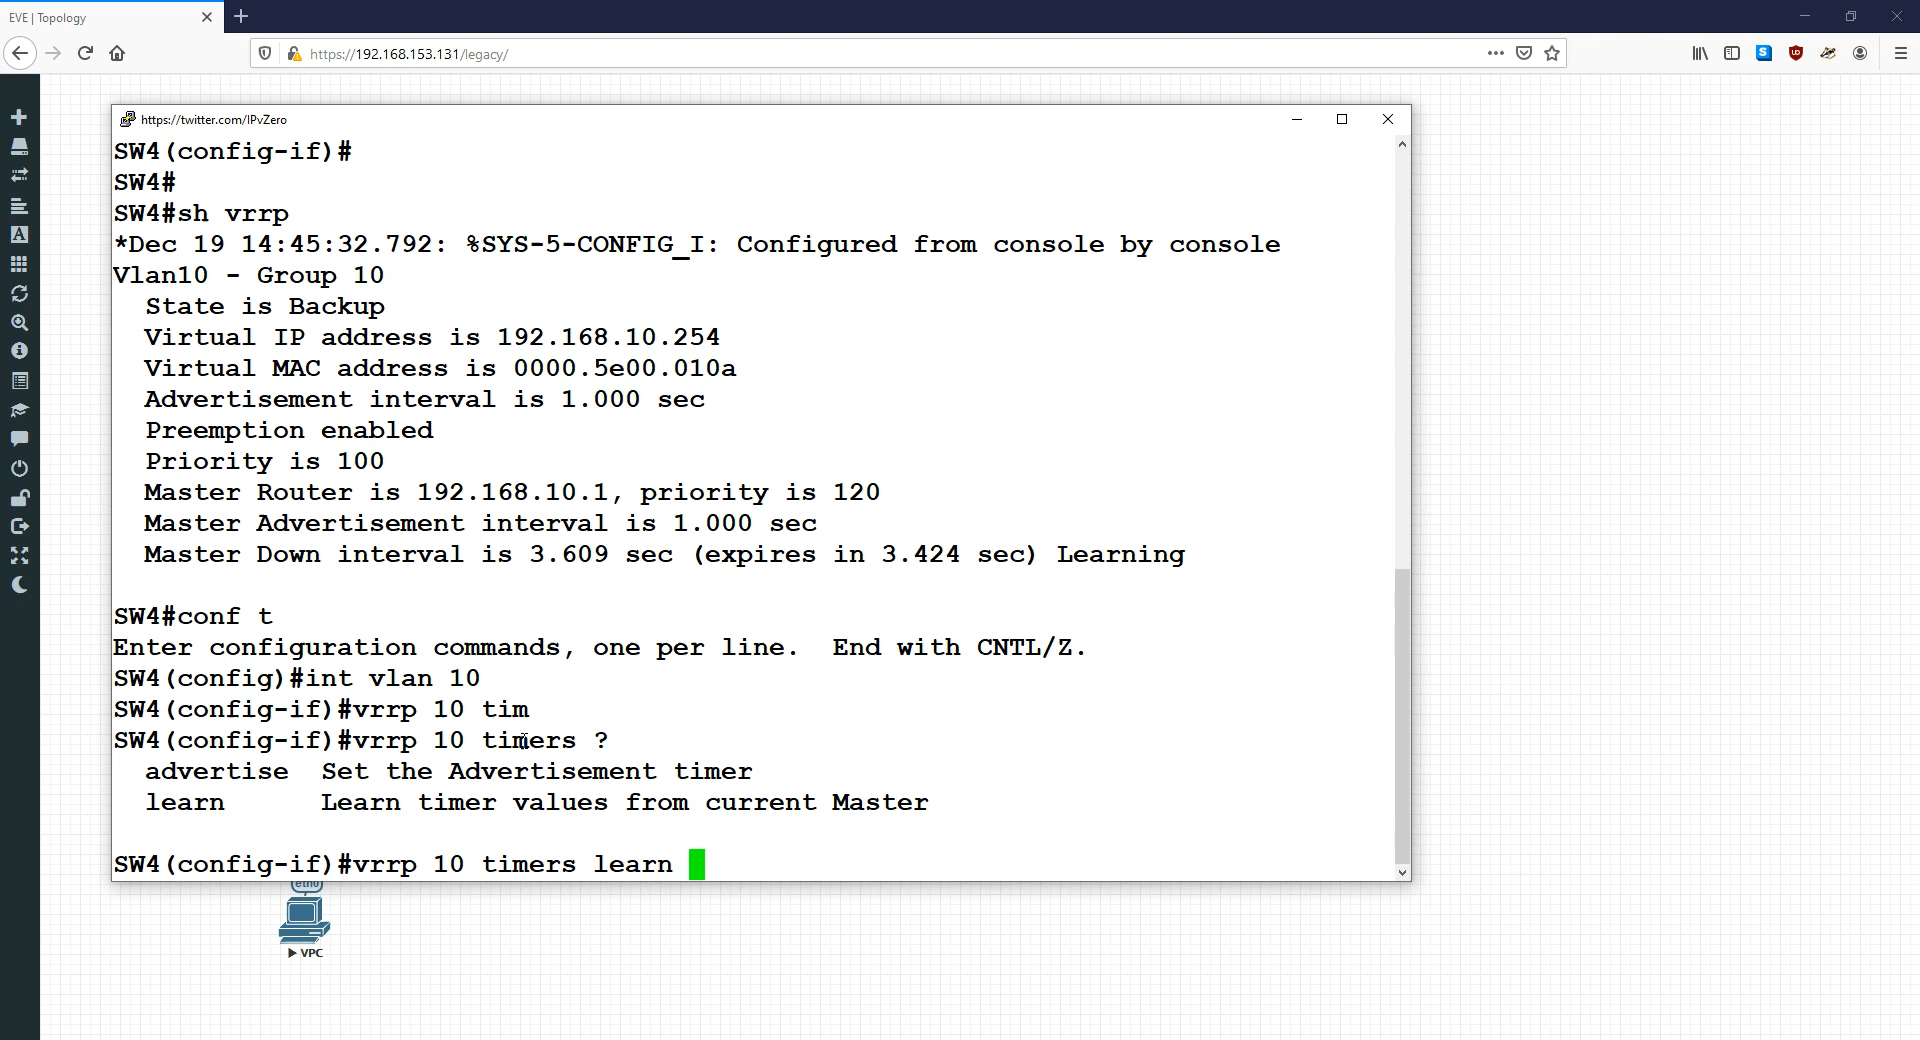 EVE | Topology
https://192.168.153.131/legacy/
https://twitter.com/IPvZero
SW4(config-if)#
SW4#
SW4#sh vrrp
*Dec 19 14:45:32.792: %SYS-5-CONFIG_I: Configured from console by console
Vlan10 - Group 10
State is Backup
Virtual IP address is 192.168.10.254
Virtual MAC address is 0000.5e00.010a
Advertisement interval is 1.000 sec
Preemption enabled
Priority is 100
Master Router is 192.168.10.1, priority is 120
Master Advertisement interval is 1.000 sec
Master Down interval is 3.609 sec (expires in 3.424 sec) Learning
SW4#conf t
Enter configuration commands, one per line.  End with CNTL/Z.
SW4(config)#int vlan 10
SW4(config-if)#vrrp 10 tim
SW4(config-if)#vrrp 10 timers ?
advertise  Set the Advertisement timer
learn      Learn timer values from current Master
SW4(config-if)#vrrp 10 timers learn
eth0
VPC